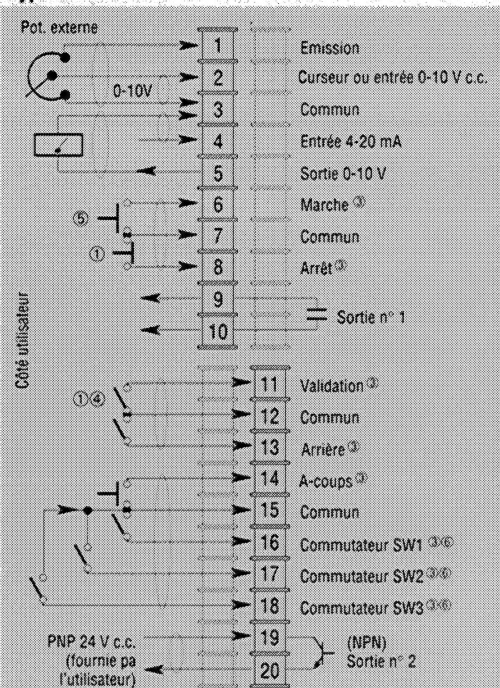 Pot. externe
1 Emission
2 Curseur ou entrée 0-10 V c.c.
0-10V
3 Commun
4 Entrée 4-20 mA
5 Sortie 0-10 V
⑤ 6 Marche ③
7 Commun
① 8 Arrêt ③
9
Sortie n° 1
10
Côté utilisateur
11 Validation ③
①④ 12 Commun
13 Arrière ③
14 A-coups ③
15 Commun
16 Commutateur SW1 ③⑥
17 Commutateur SW2 ③⑥
18 Commutateur SW3 ③⑥
PNP 24 V c.c. 19 (NPN)
(fournie pa Sortie n° 2
l'utilisateur) 20